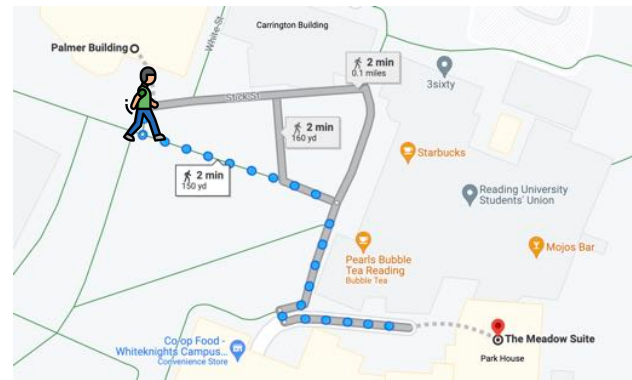 Carrington Building
Palmer Building
White St
2 min
0.1 miles
3sixty
2 min
160 yd
Starbucks
2 min
150 yd
Reading University
Students' Union
Pearls Bubble
Tea Reading
Bubble Tea
Mojos Bar
The Meadow Suite
Park House
Co-op Food -
Whiteknights Campus...
Convenience Store